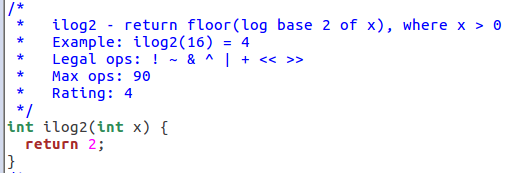 /*
 *   ilog2 - return floor(log base 2 of x), where x > 0
 *   Example: ilog2(16) = 4
 *   Legal ops: ! ~ & ^ | + << >>
 *   Max ops: 90
 *   Rating: 4
 */
int ilog2(int x) {
  return 2;
}